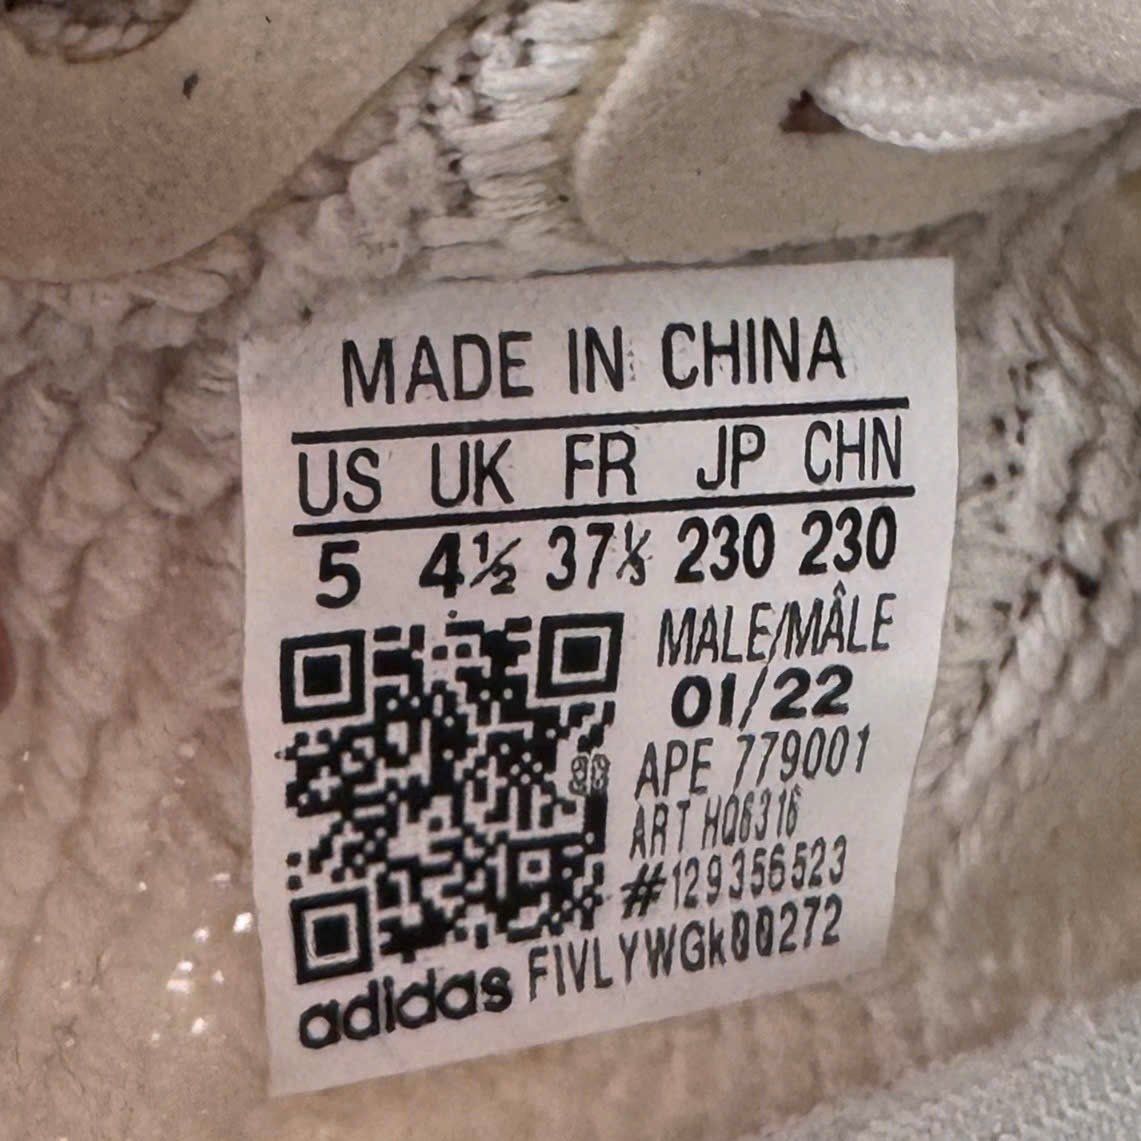 MADE IN CHINA
US UK FR JP CHN
5 4½ 37⅓ 230 230
MALE/MÂLE
01/22
APE 779001
ART HQ6316
#129356523
adidas FIVLYWGk00272